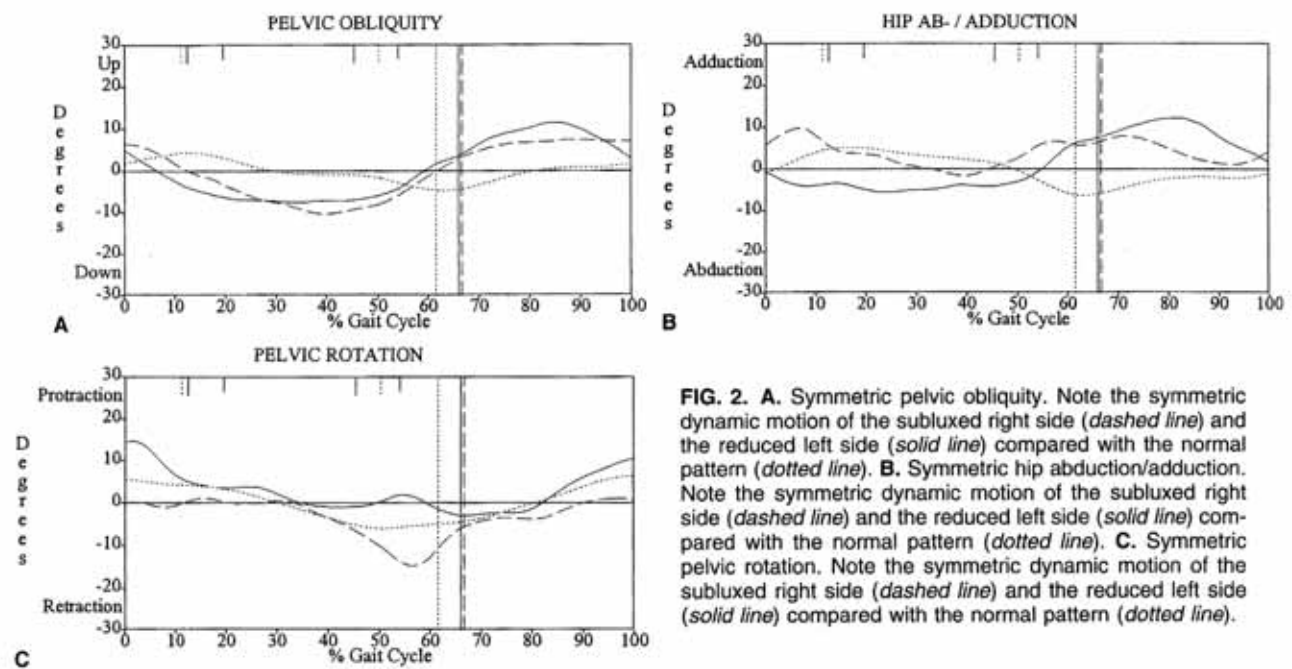 PELVIC OBLIQUITY
30
Up
20
10
0
-10
-20
Down
-30
Degrees
0 10 20 30 40 50 60 70 80 90 100
% Gait Cycle
A
HIP AB- / ADDUCTION
30
Adduction
20
10
0
-10
-20
Abduction
-30
Degrees
0 10 20 30 40 50 60 70 80 90 100
% Gait Cycle
B
PELVIC ROTATION
30
Protraction
20
10
0
-10
-20
Retraction
-30
Degrees
0 10 20 30 40 50 60 70 80 90 100
% Gait Cycle
C
FIG. 2. A. Symmetric pelvic obliquity. Note the symmetric
dynamic motion of the subluxed right side (dashed line) and
the reduced left side (solid line) compared with the normal
pattern (dotted line). B. Symmetric hip abduction/adduction.
Note the symmetric dynamic motion of the subluxed right
side (dashed line) and the reduced left side (solid line) com-
pared with the normal pattern (dotted line). C. Symmetric
pelvic rotation. Note the symmetric dynamic motion of the
subluxed right side (dashed line) and the reduced left side
(solid line) compared with the normal pattern (dotted line).